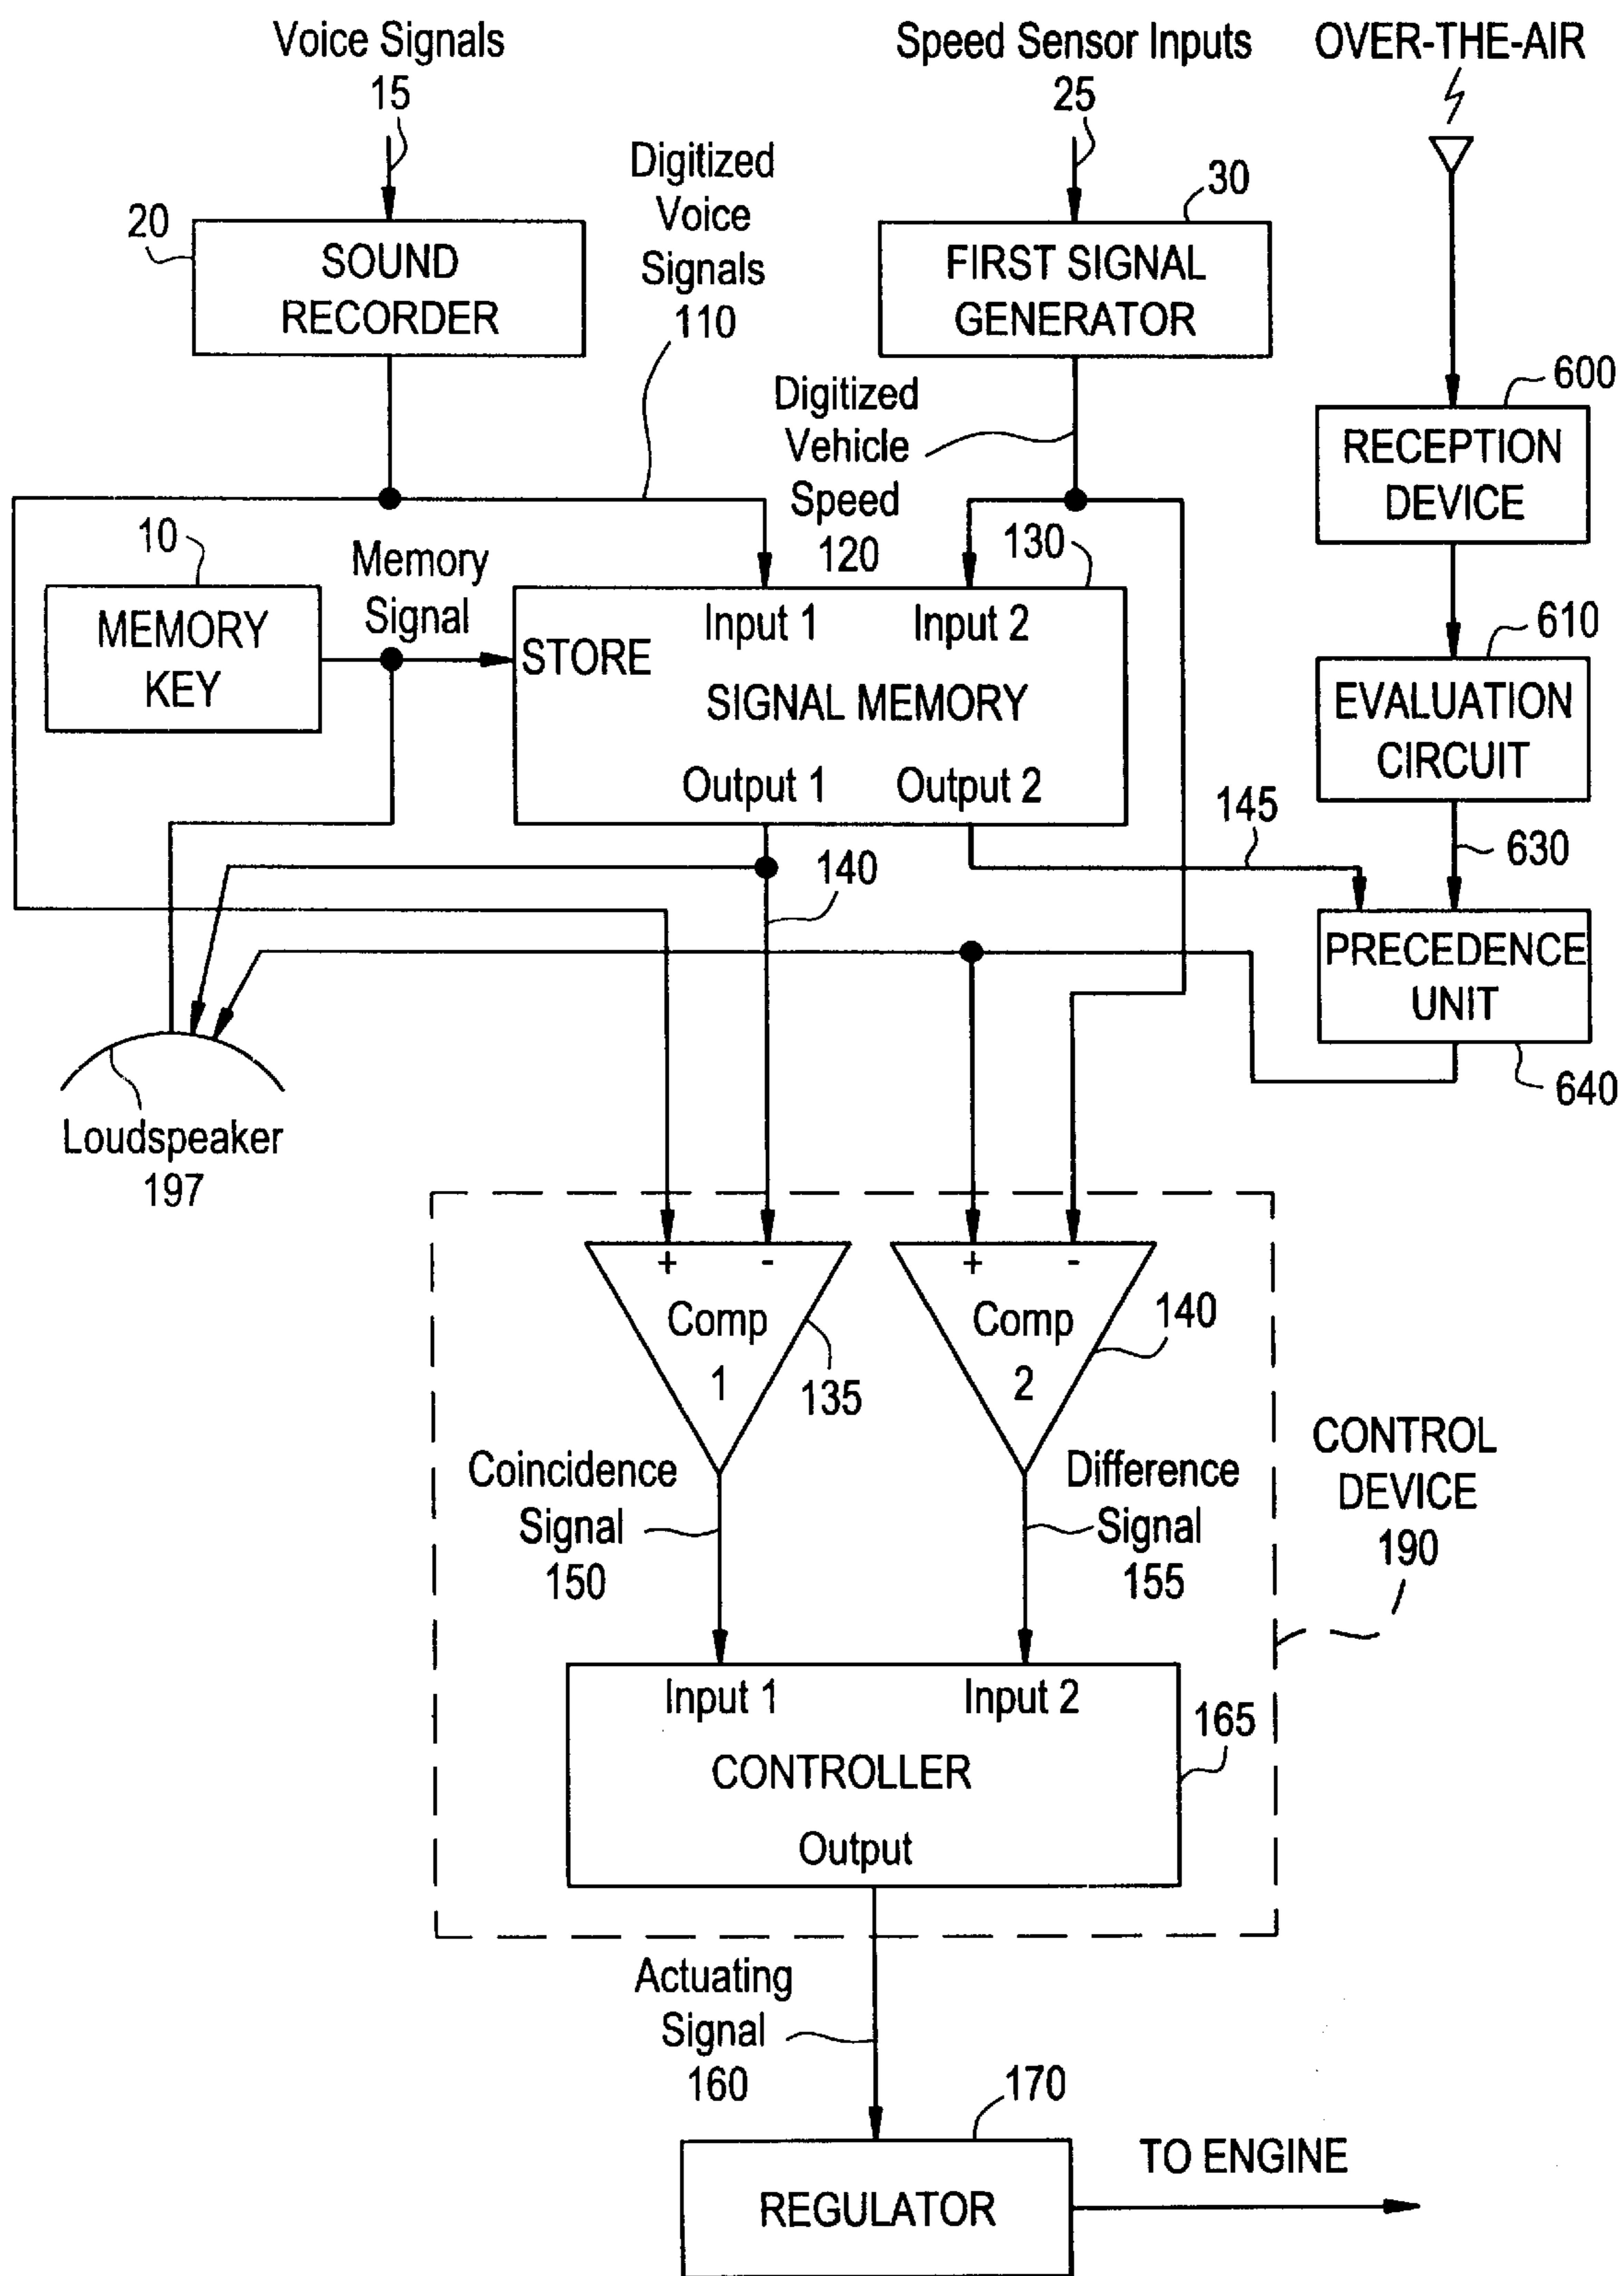 Voice Signals
15
Speed Sensor Inputs
25
OVER-THE-AIR
Digitized
Voice
Signals
110
20
SOUND
RECORDER
30
FIRST SIGNAL
GENERATOR
Digitized
Vehicle
Speed
120
600
RECEPTION
DEVICE
10
MEMORY
KEY
Memory
Signal
130
Input 1
Input 2
STORE
SIGNAL MEMORY
Output 1
Output 2
610
EVALUATION
CIRCUIT
145
630
140
PRECEDENCE
UNIT
640
Loudspeaker
197
+
-
+
-
Comp
1
135
Comp
2
140
Coincidence
Signal
150
Difference
Signal
155
CONTROL
DEVICE
190
Input 1
Input 2
165
CONTROLLER
Output
Actuating
Signal
160
170
REGULATOR
TO ENGINE